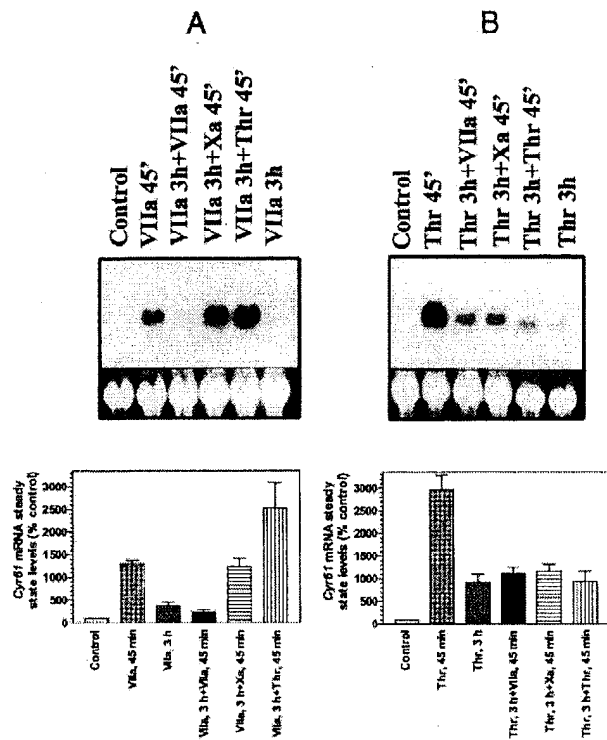 A
Control
VIIa 45'
VIIa 3h+VIIa 45'
VIIa 3h+Xa 45'
VIIa 3h+Thr 45'
VIIa 3h
B
Control
Thr 45'
Thr 3h+VIIa 45'
Thr 3h+Xa 45'
Thr 3h+Thr 45'
Thr 3h
Cyr61 mRNA steady
state levels (% control)
3000
2500
2000
1500
1000
500
0
Control
VIIa, 45 min
VIIa, 3 h
VIIa, 3 h+VIIa, 45 min
VIIa, 3 h+Xa, 45 min
VIIa, 3 h+Thr, 45 min
Cyr61 mRNA steady
state levels (% control)
3000
2500
2000
1500
1000
500
0
Control
Thr, 45 min
Thr, 3 h
Thr, 3 h+VIIa, 45 min
Thr, 3 h+Xa, 45 min
Thr, 3 h+Thr, 45 min